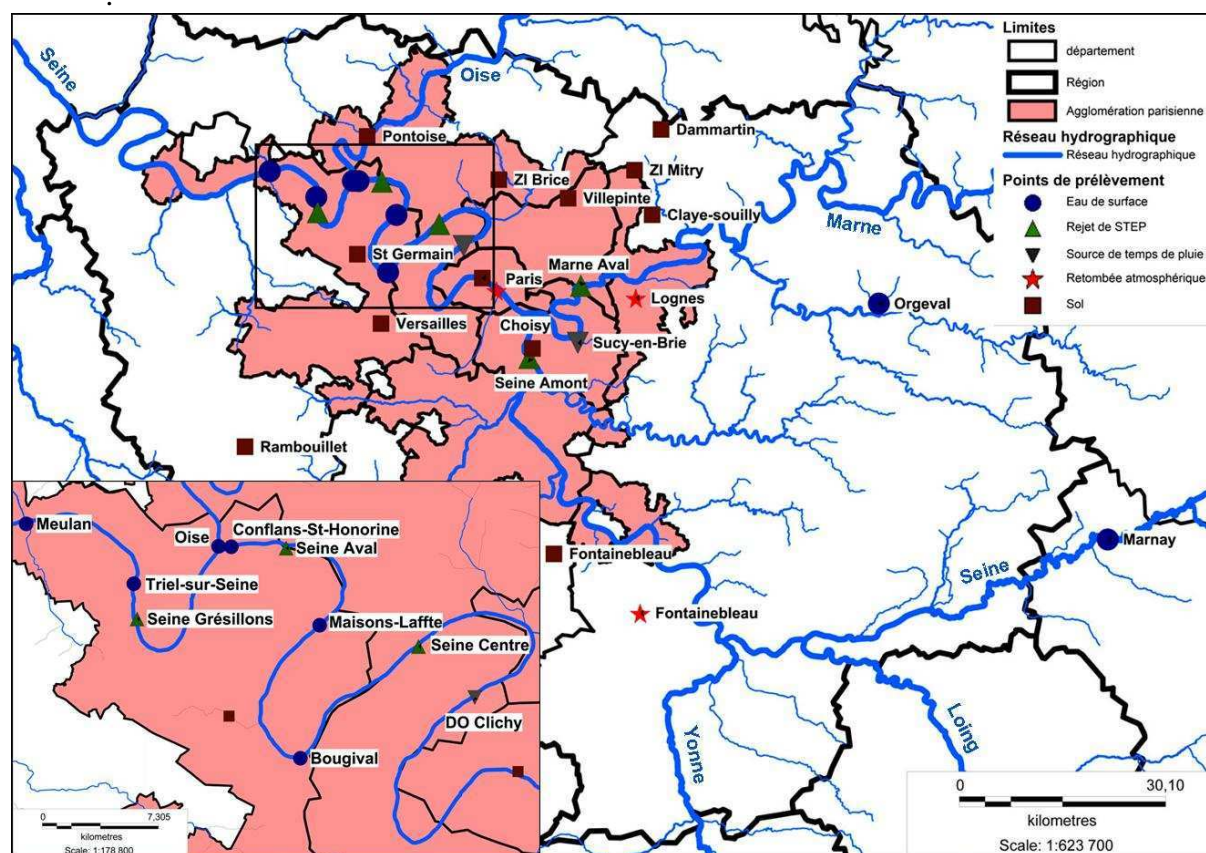 Seine
Oise
Pontoise
Dammartin
ZI Brice
ZI Mitry
Villepinte
Claye-souilly
Marne
St Germain
Marne Aval
Paris
Lognes
Orgeval
Versailles
Choisy
Sucy-en-Brie
Seine Amont
Rambouillet
Fontainebleau
Fontainebleau
Marnay
Seine
Yonne
Loing
Limites
département
Région
Agglomération parisienne
Réseau hydrographique
Réseau hydrographique
Points de prélèvement
Eau de surface
Rejet de STEP
Source de temps de pluie
Retombée atmosphérique
Sol
Meulan
Oise
Conflans-St-Honorine
Seine Aval
Triel-sur-Seine
Seine Grésillons
Maisons-Laffte
Seine Centre
DO Clichy
Bougival
0 7,305
kilometres
Scale: 1:178 800
0 30,10
kilometres
Scale: 1:623 700